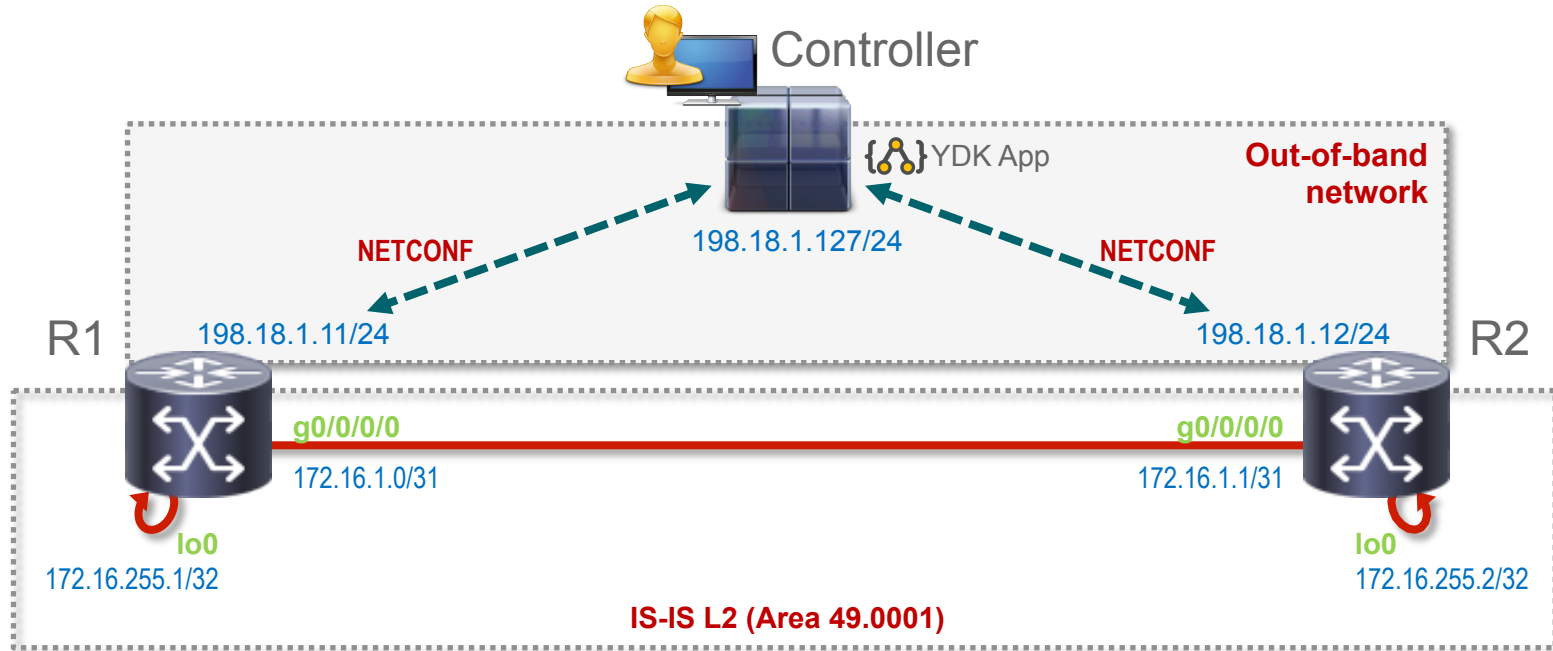 Controller
YDK App
Out-of-band
network
198.18.1.127/24
NETCONF
NETCONF
R1
198.18.1.11/24
198.18.1.12/24
R2
g0/0/0/0
g0/0/0/0
172.16.1.0/31
172.16.1.1/31
lo0
lo0
172.16.255.1/32
172.16.255.2/32
IS-IS L2 (Area 49.0001)